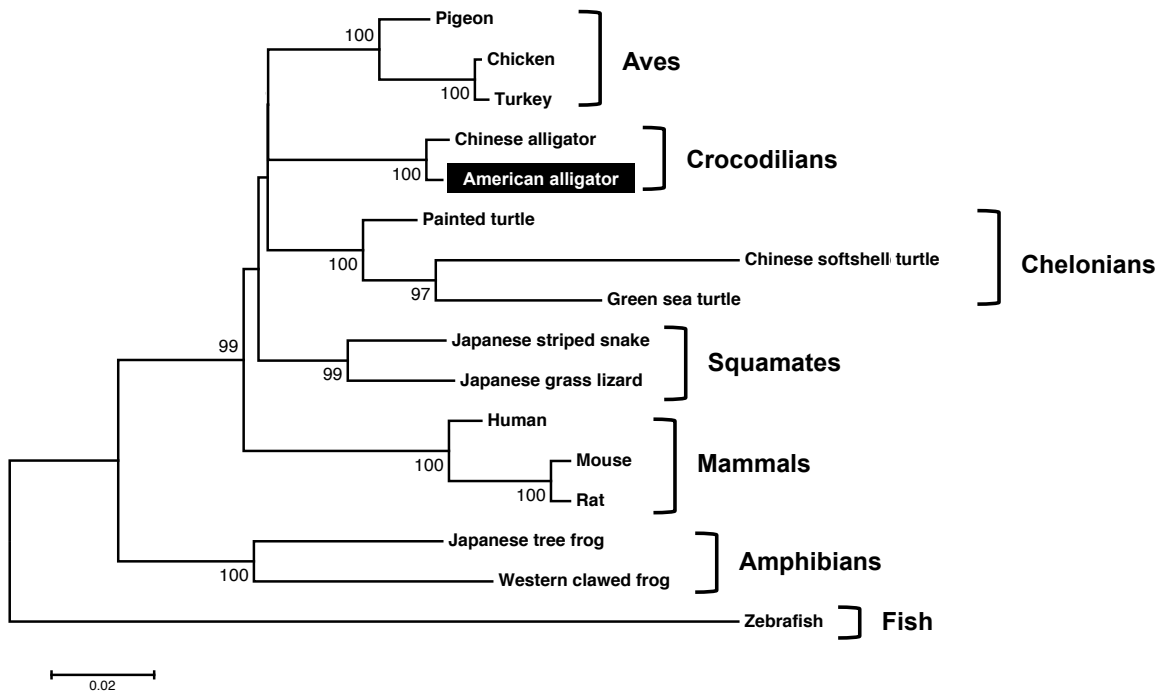 Pigeon
100
Chicken
Aves
100
Turkey
Chinese alligator
Crocodilians
100
American alligator
Painted turtle
Chinese softshell turtle
100
Chelonians
97
Green sea turtle
Japanese striped snake
99
Squamates
99
Japanese grass lizard
Human
100
Mouse
Mammals
100
Rat
Japanese tree frog
Amphibians
100
Western clawed frog
Zebrafish
Fish
0.02